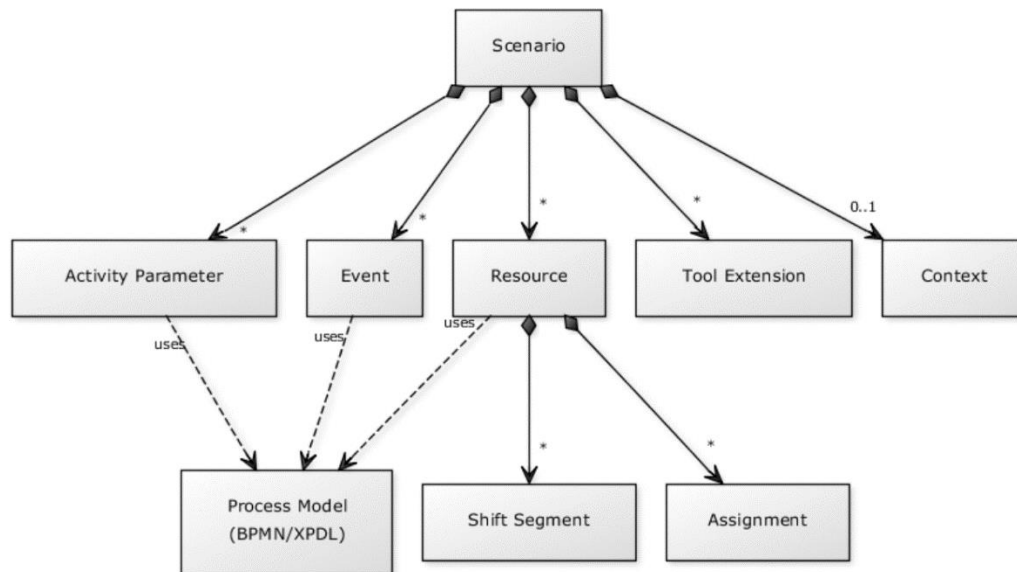 Scenario
*
*
*
*
0..1
Activity Parameter
Event
Resource
Tool Extension
Context
uses
uses
uses
*
*
Process Model
(BPMN/XPDL)
Shift Segment
Assignment